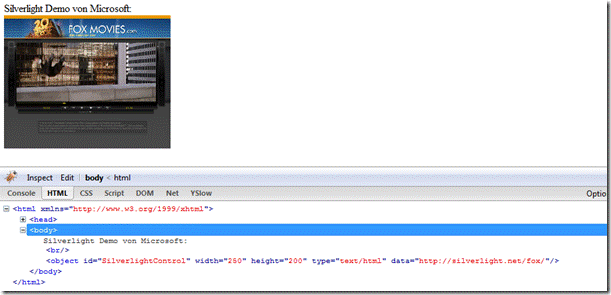 Silverlight Demo von Microsoft:
20
FOX MOVIES.com
Inspect Edit body < html
Console HTML CSS Script DOM Net YSlow Optio
<html xmlns="http://www.w3.org/1999/xhtml">
<head>
<body>
Silverlight Demo von Microsoft:
<br/>
<object id="SilverlightControl" width="250" height="200" type="text/html" data="http://silverlight.net/fox/"/>
</body>
</html>